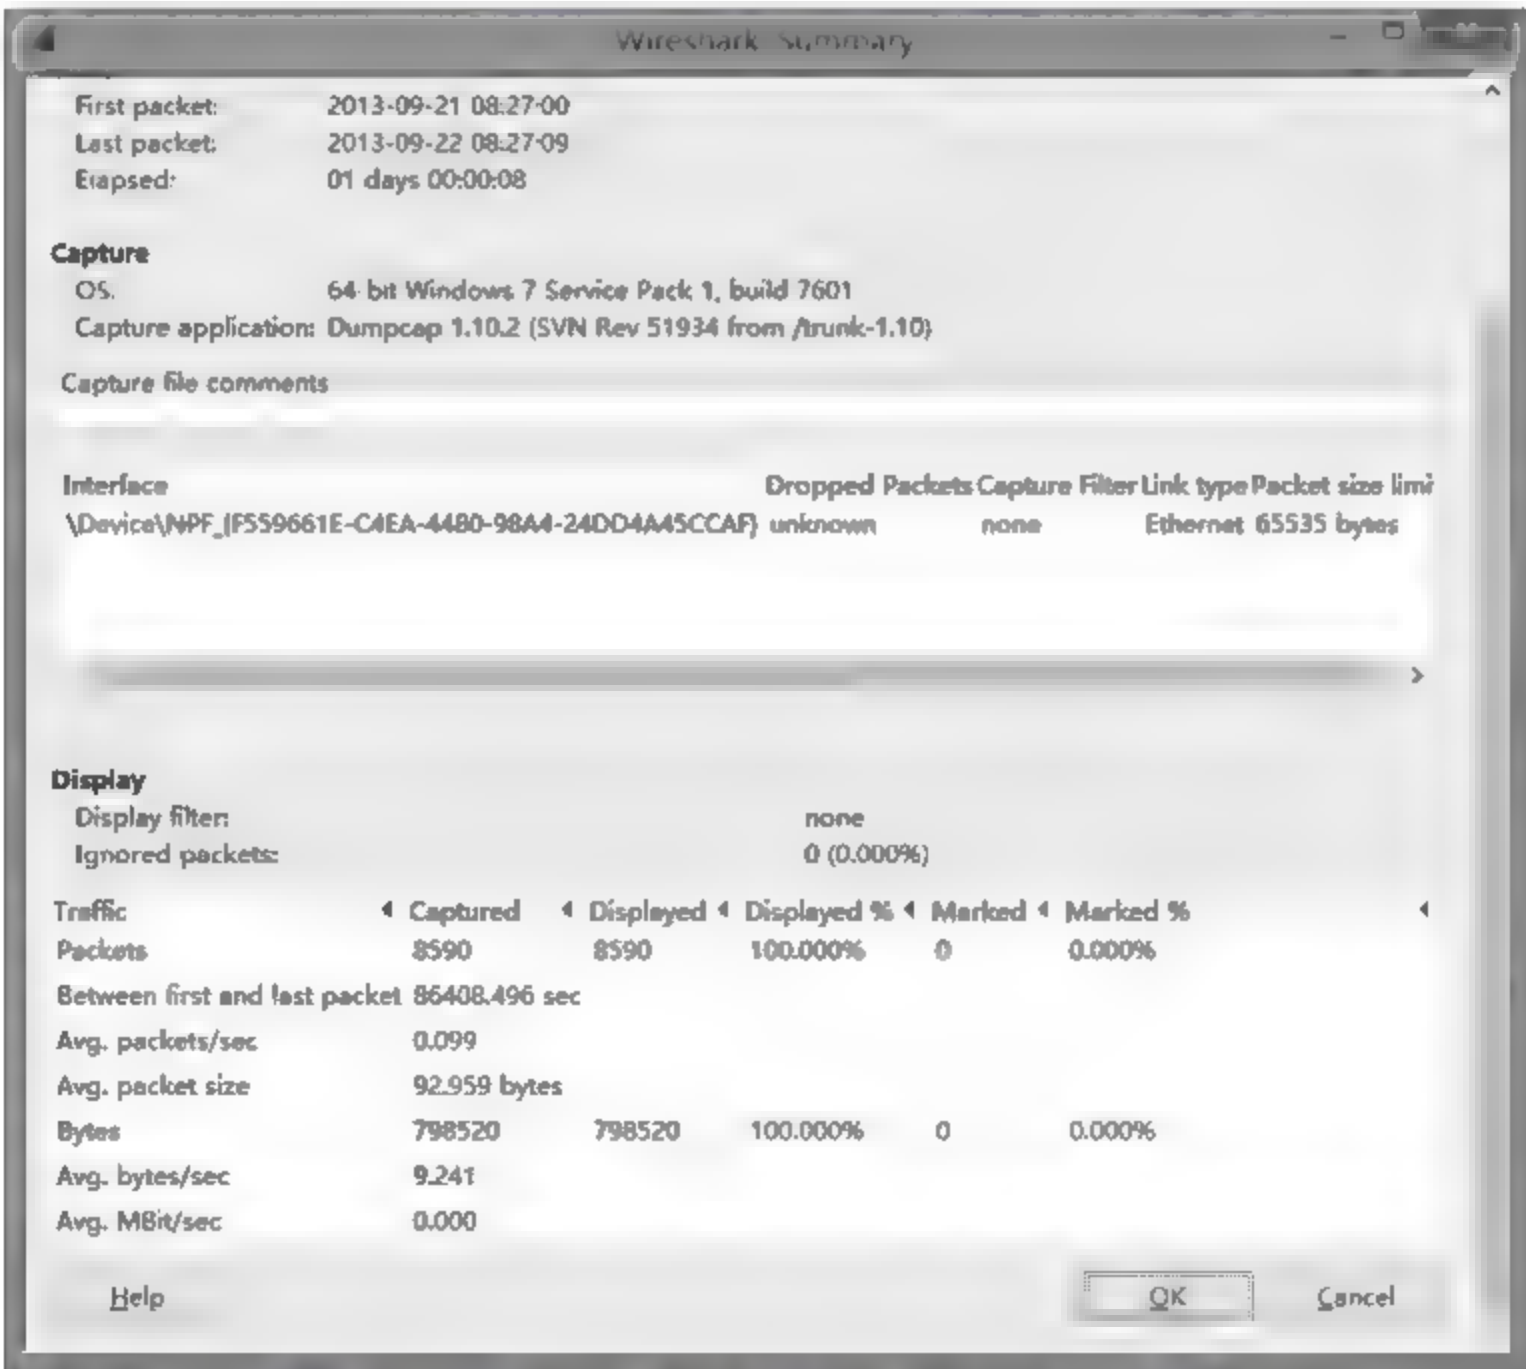 Wireshark: Summary
First packet: 2013-09-21 08:27:00
Last packet: 2013-09-22 08:27:09
Elapsed: 01 days 00:00:08
Capture
OS: 64-bit Windows 7 Service Pack 1, build 7601
Capture application: Dumpcap 1.10.2 (SVN Rev 51934 from /trunk-1.10)
Capture file comments
Interface Dropped Packets Capture Filter Link type Packet size limi
\Device\NPF_{F559661E-C4EA-44B0-98A4-24DD4A45CCAF} unknown none Ethernet 65535 bytes
Display
Display filter: none
Ignored packets: 0 (0.000%)
Traffic Captured Displayed Displayed % Marked Marked %
Packets 8590 8590 100.000% 0 0.000%
Between first and last packet 86408.496 sec
Avg. packets/sec 0.099
Avg. packet size 92.959 bytes
Bytes 798520 798520 100.000% 0 0.000%
Avg. bytes/sec 9.241
Avg. MBit/sec 0.000
Help OK Cancel